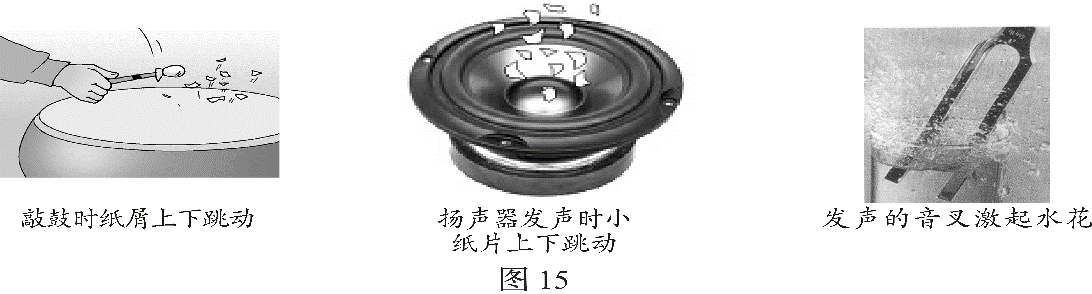 敲鼓时纸屑上下跳动
扬声器发声时小
纸片上下跳动
发声的音叉激起水花
图 15